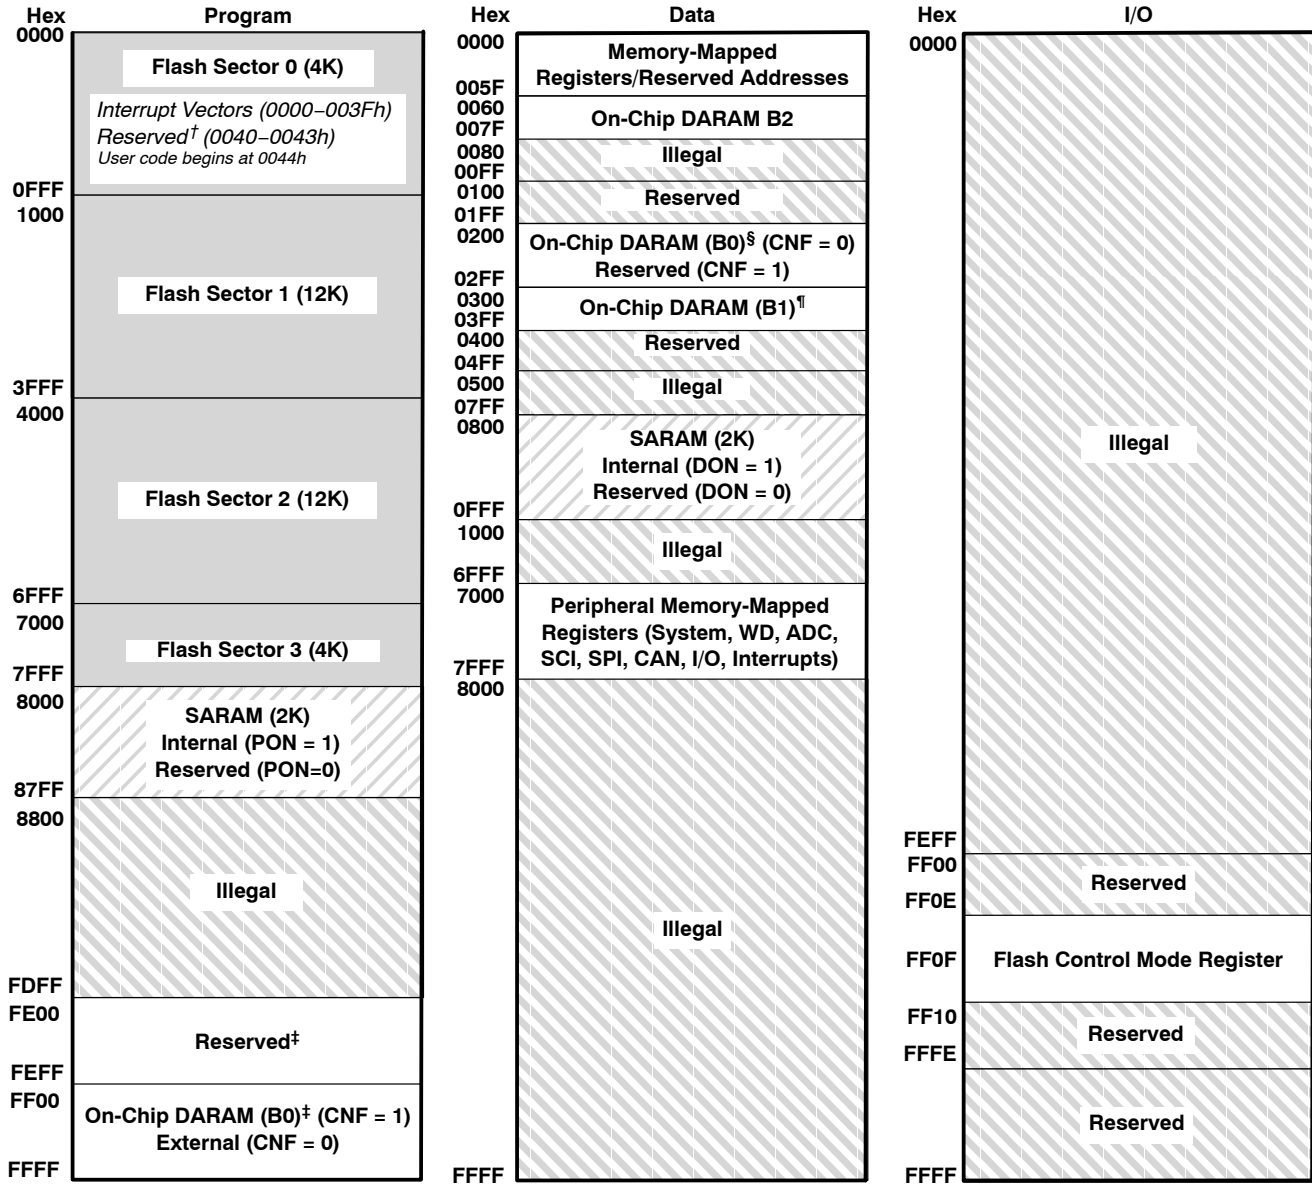 Hex
Program
0000
Flash Sector 0 (4K)
Interrupt Vectors (0000–003Fh)
Reserved† (0040–0043h)
User code begins at 0044h
0FFF
1000
Flash Sector 1 (12K)
3FFF
4000
Flash Sector 2 (12K)
6FFF
7000
Flash Sector 3 (4K)
7FFF
8000
SARAM (2K)
Internal (PON = 1)
Reserved (PON=0)
87FF
8800
Illegal
FDFF
FE00
Reserved‡
FEFF
FF00
On-Chip DARAM (B0)‡ (CNF = 1)
External (CNF = 0)
FFFF
Hex
Data
0000
Memory-Mapped
Registers/Reserved Addresses
005F
0060
On-Chip DARAM B2
007F
0080
Illegal
00FF
0100
Reserved
01FF
0200
On-Chip DARAM (B0)§ (CNF = 0)
Reserved (CNF = 1)
02FF
0300
On-Chip DARAM (B1)¶
03FF
0400
Reserved
04FF
0500
Illegal
07FF
0800
SARAM (2K)
Internal (DON = 1)
Reserved (DON = 0)
0FFF
1000
Illegal
6FFF
7000
Peripheral Memory-Mapped
Registers (System, WD, ADC,
SCI, SPI, CAN, I/O, Interrupts)
7FFF
8000
Illegal
FFFF
Hex
I/O
0000
Illegal
FEFF
FF00
Reserved
FF0E
FF0F
Flash Control Mode Register
FF10
Reserved
FFFE
Reserved
FFFF